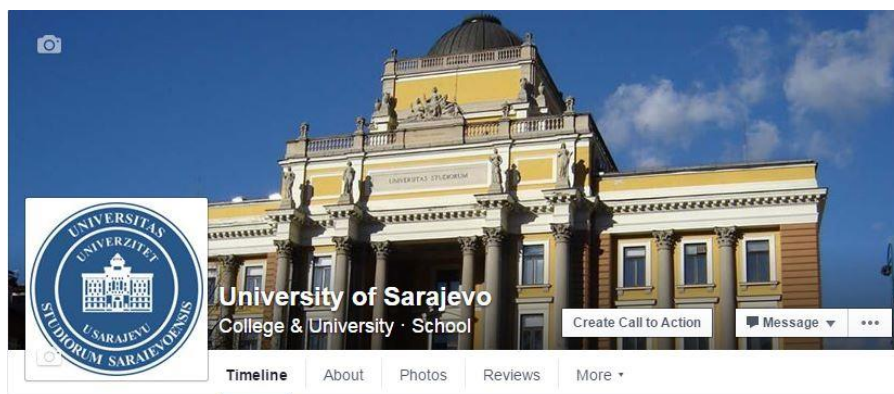 UNIVERSITAS STUDIORUM
UNIVERSITAS
STUDIORUM SARAIEVOENSIS
UNIVERZITET
U SARAJEVU
University of Sarajevo
College & University · School
Create Call to Action
Message
Timeline
About
Photos
Reviews
More